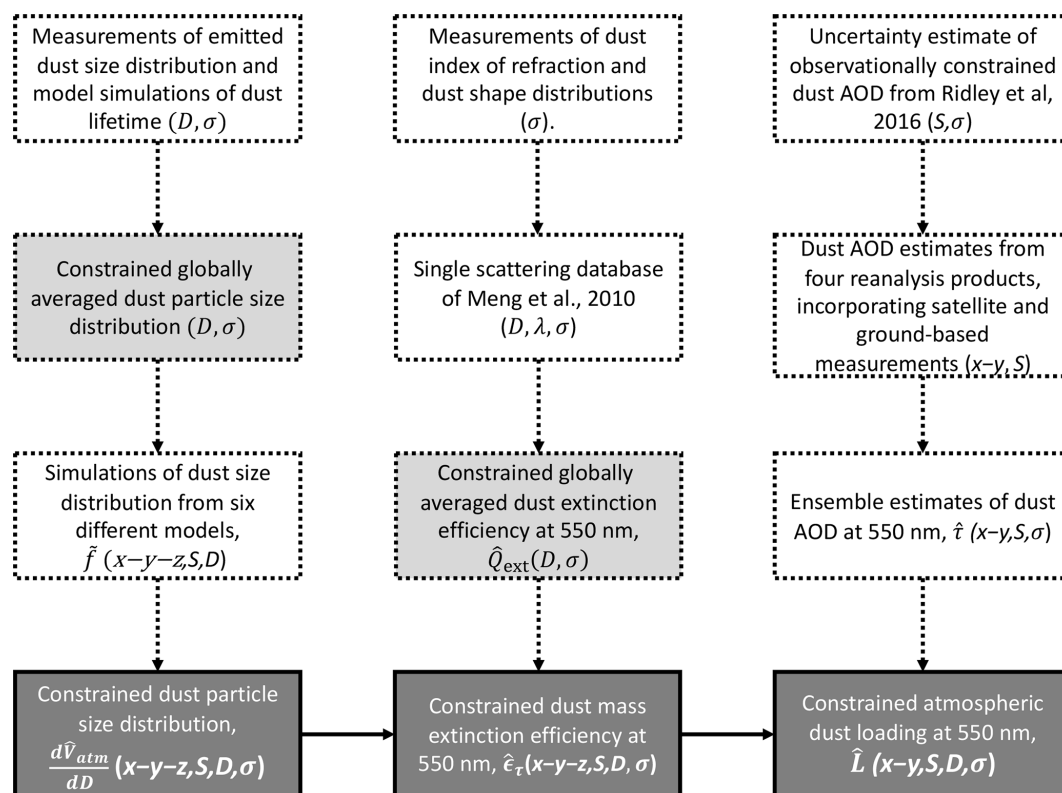 Measurements of emitted
dust size distribution and
model simulations of dust
lifetime (D, σ)
Measurements of dust
index of refraction and
dust shape distributions
(σ).
Uncertainty estimate of
observationally constrained
dust AOD from Ridley et al,
2016 (S,σ)
Constrained globally
averaged dust particle size
distribution (D, σ)
Single scattering database
of Meng et al., 2010
(D, λ, σ)
Dust AOD estimates from
four reanalysis products,
incorporating satellite and
ground-based
measurements (x−y, S)
Simulations of dust size
distribution from six
different models,
f̃ (x−y−z,S,D)
Constrained globally
averaged dust extinction
efficiency at 550 nm,
Q̂ext(D, σ)
Ensemble estimates of dust
AOD at 550 nm, τ̂ (x−y,S,σ)
Constrained dust particle
size distribution,
dV̂atm/dD (x−y−z,S,D,σ)
Constrained dust mass
extinction efficiency at
550 nm, ϵ̂τ(x−y−z,S,D, σ)
Constrained atmospheric
dust loading at 550 nm,
L̂ (x−y,S,D,σ)